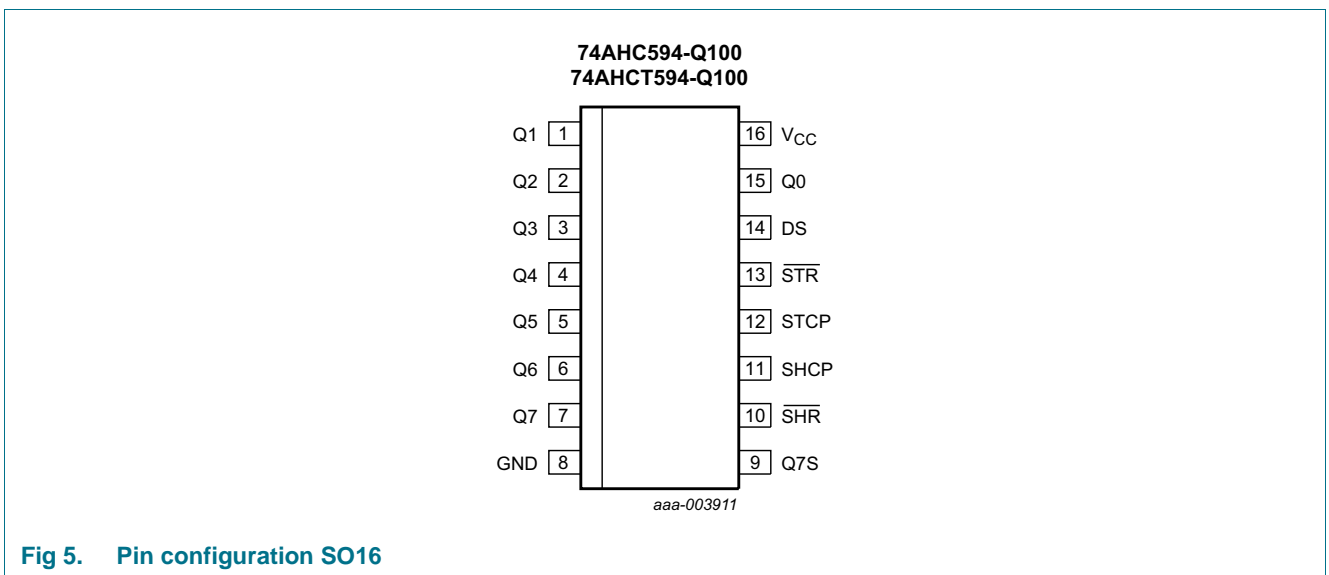 74AHC594-Q100
74AHCT594-Q100
Q1 1 16 VCC
Q2 2 15 Q0
Q3 3 14 DS
Q4 4 13 S̅T̅R̅
Q5 5 12 STCP
Q6 6 11 SHCP
Q7 7 10 S̅H̅R̅
GND 8 9 Q7S
aaa-003911
Fig 5. Pin configuration SO16